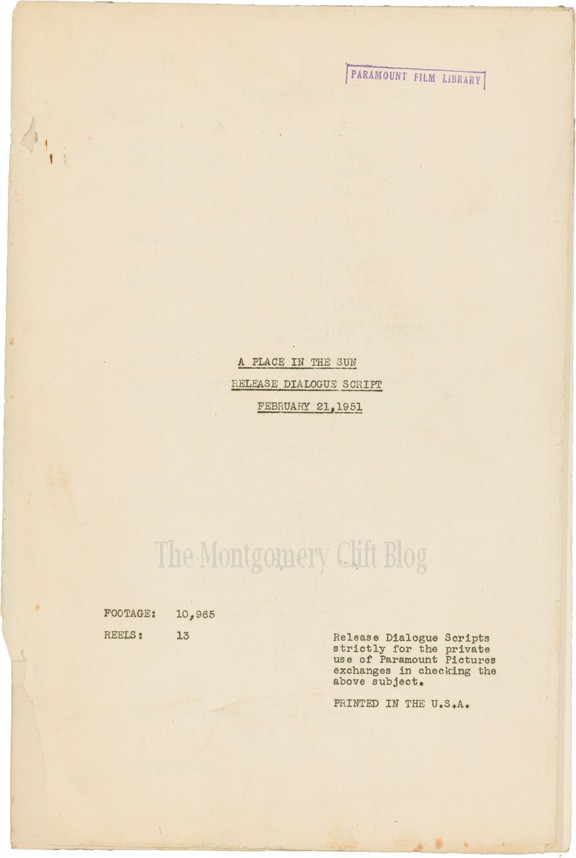 PARAMOUNT FILM LIBRARY
A PLACE IN THE SUN
RELEASE DIALOGUE SCRIPT
FEBRUARY 21,1951
The Montgomery Clift Blog
FOOTAGE: 10,965
REELS: 13
Release Dialogue Scripts
strictly for the private
use of Paramount Pictures
exchanges in checking the
above subject.
PRINTED IN THE U.S.A.